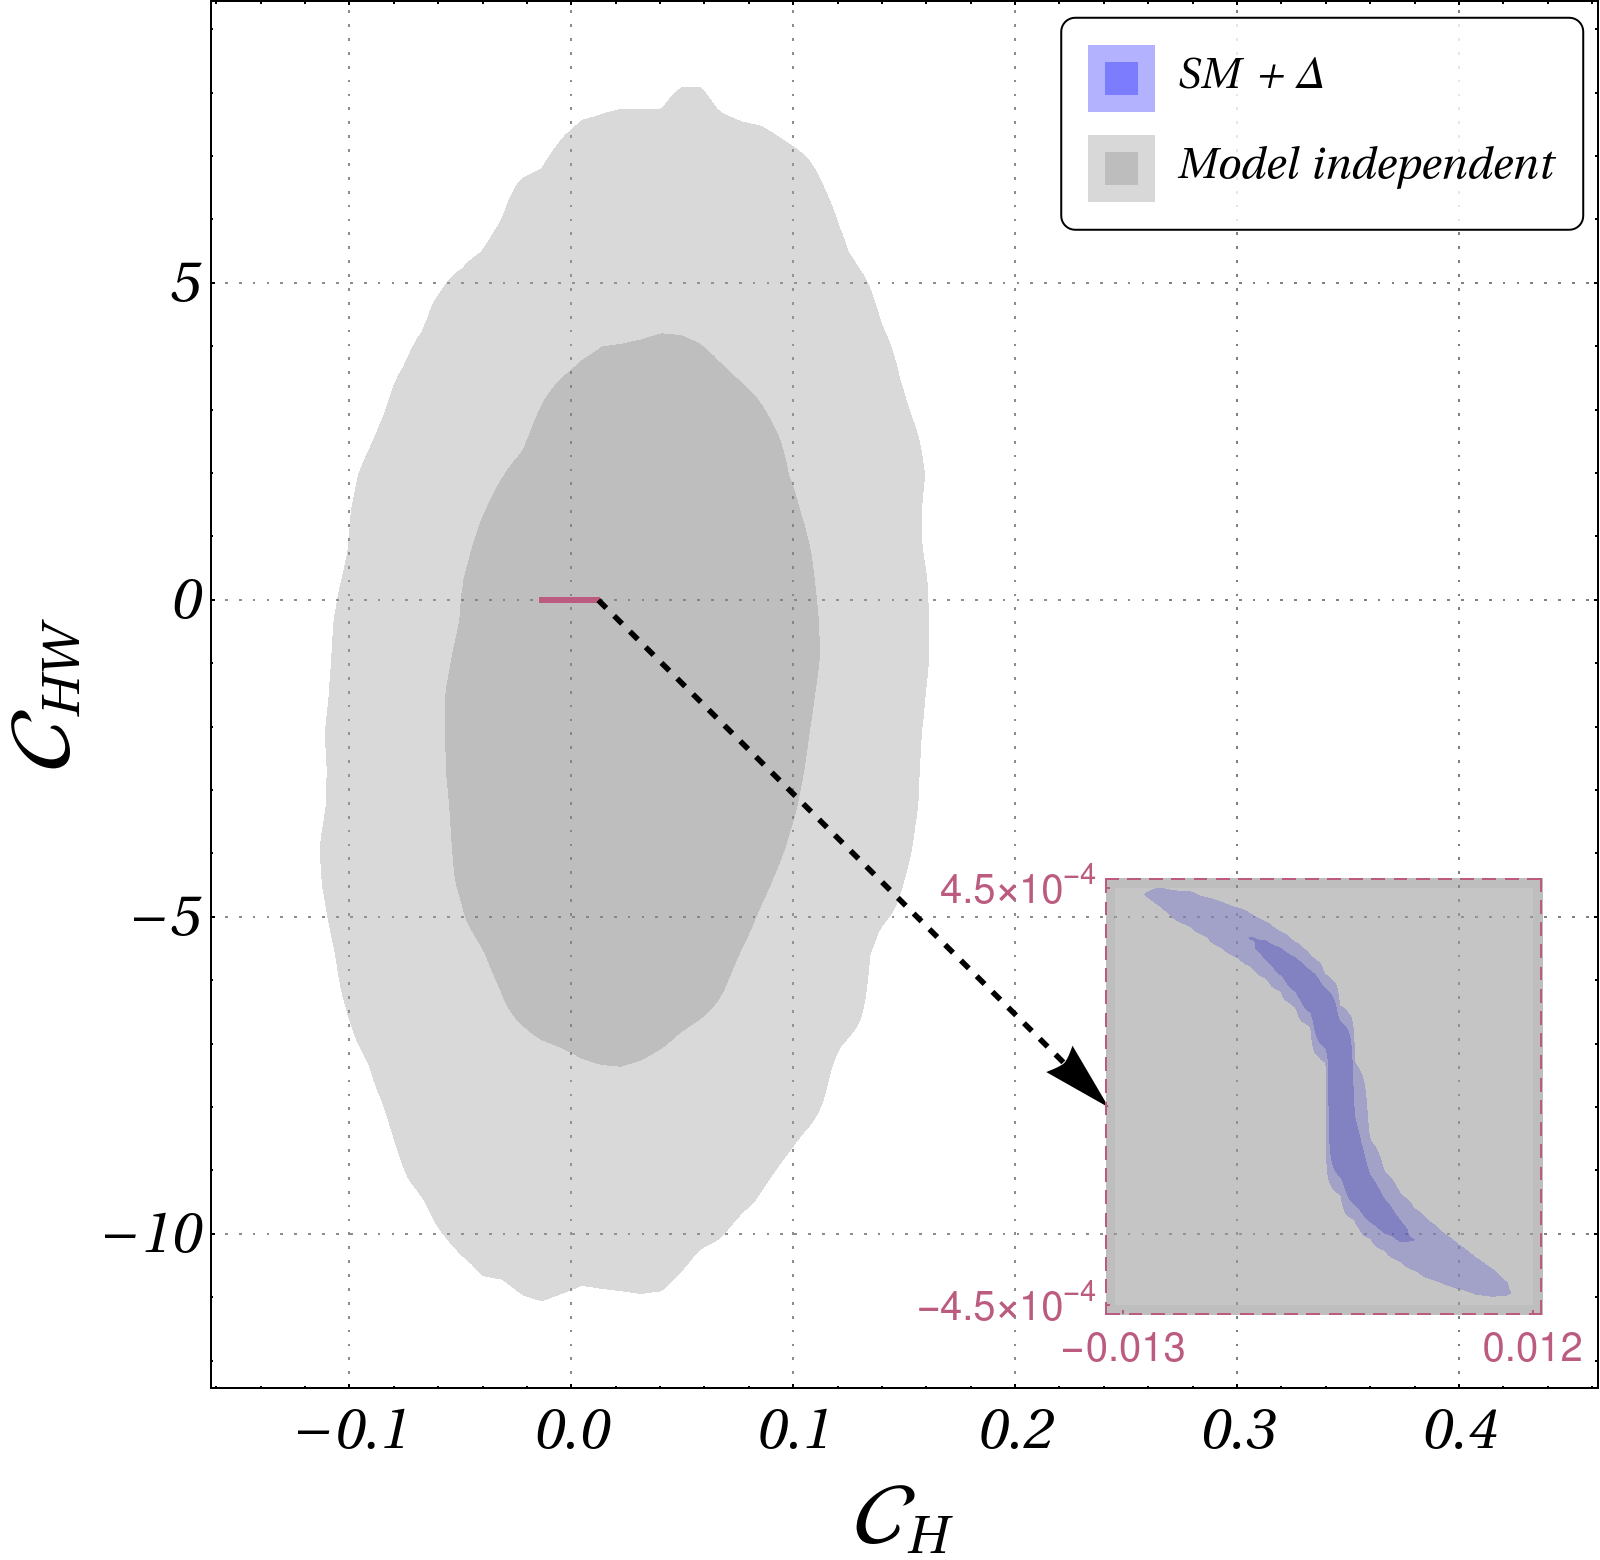 SM + Δ
Model independent
5
0
−5
−10
C_HW
4.5×10⁻⁴
−4.5×10⁻⁴
−0.013 0.012
−0.1 0.0 0.1 0.2 0.3 0.4
C_H